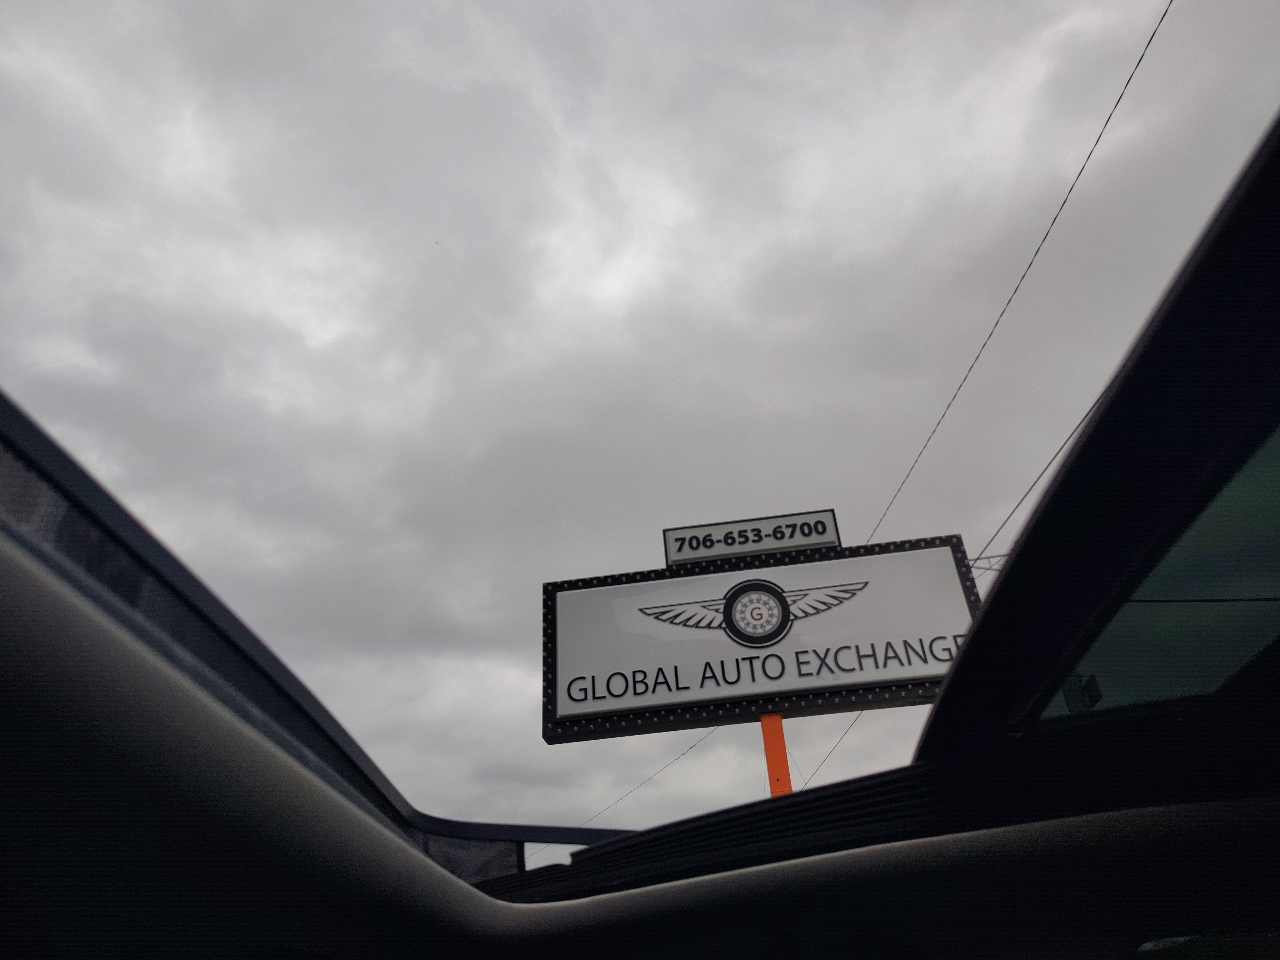 706-653-6700
G
GLOBAL AUTO EXCHANGE